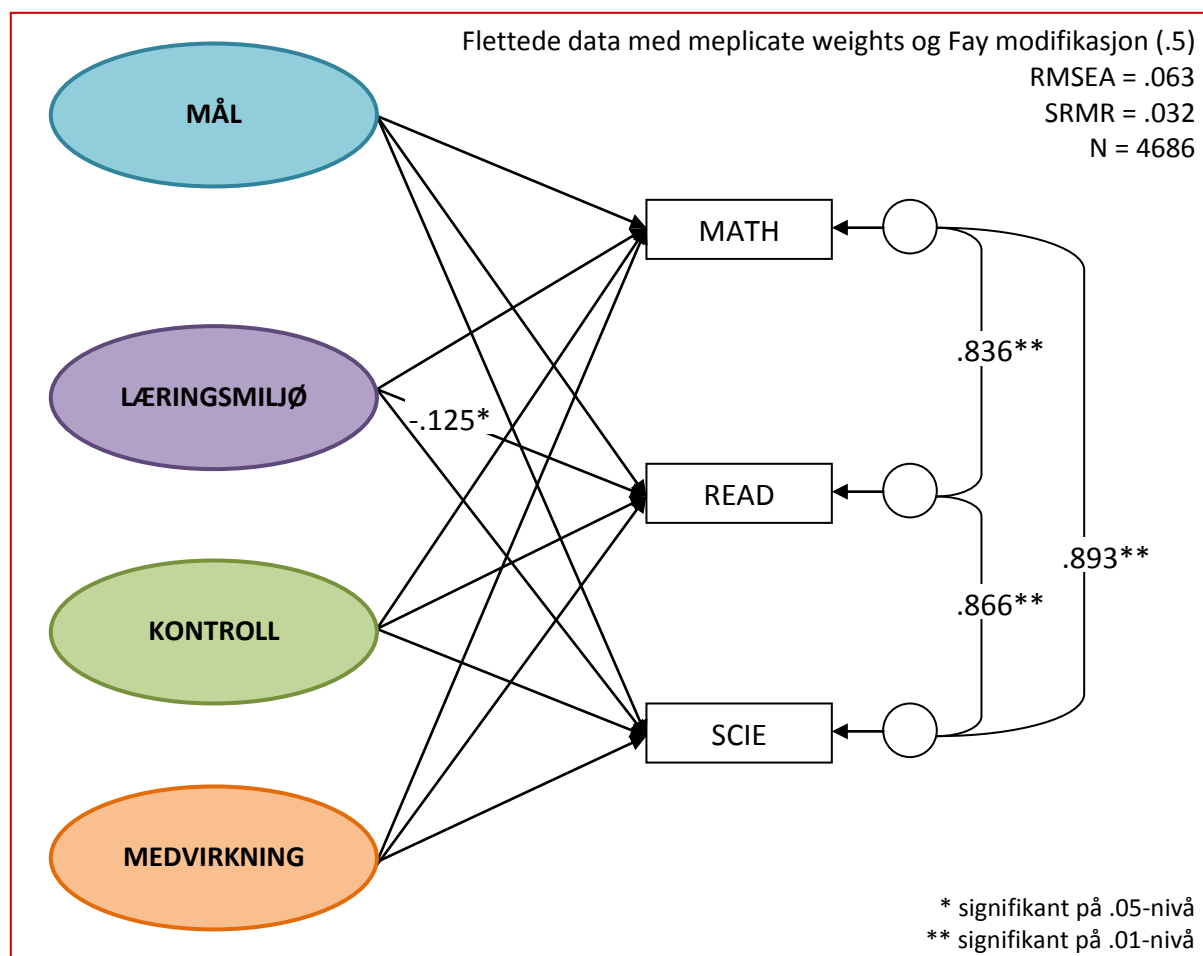 Flettede data med meplicate weights og Fay modifikasjon (.5)
RMSEA = .063
SRMR = .032
N = 4686
MÅL
MATH
.836**
LÆRINGSMILJØ
-.125*
READ
.893**
.866**
KONTROLL
SCIE
MEDVIRKNING
* signifikant på .05-nivå
** signifikant på .01-nivå